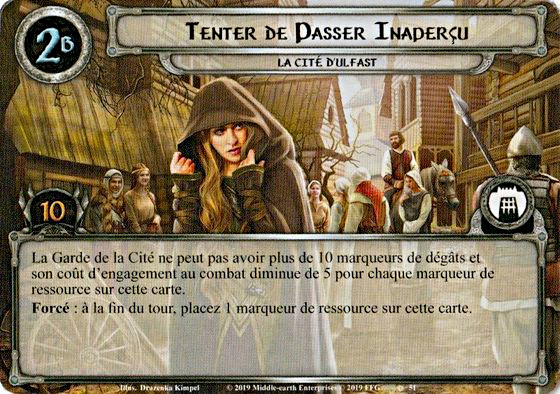 2B
TENTER DE PASSER INAPERÇU
LA CITÉ D'ULFAST
10
La Garde de la Cité ne peut pas avoir plus de 10 marqueurs de dégâts et
son coût d'engagement au combat diminue de 5 pour chaque marqueur de
ressource sur cette carte.
Forcé : à la fin du tour, placez 1 marqueur de ressource sur cette carte.
Illus. Drazenka Kimpel
© 2019 Middle-earth Enterprises © 2019 FFG
51